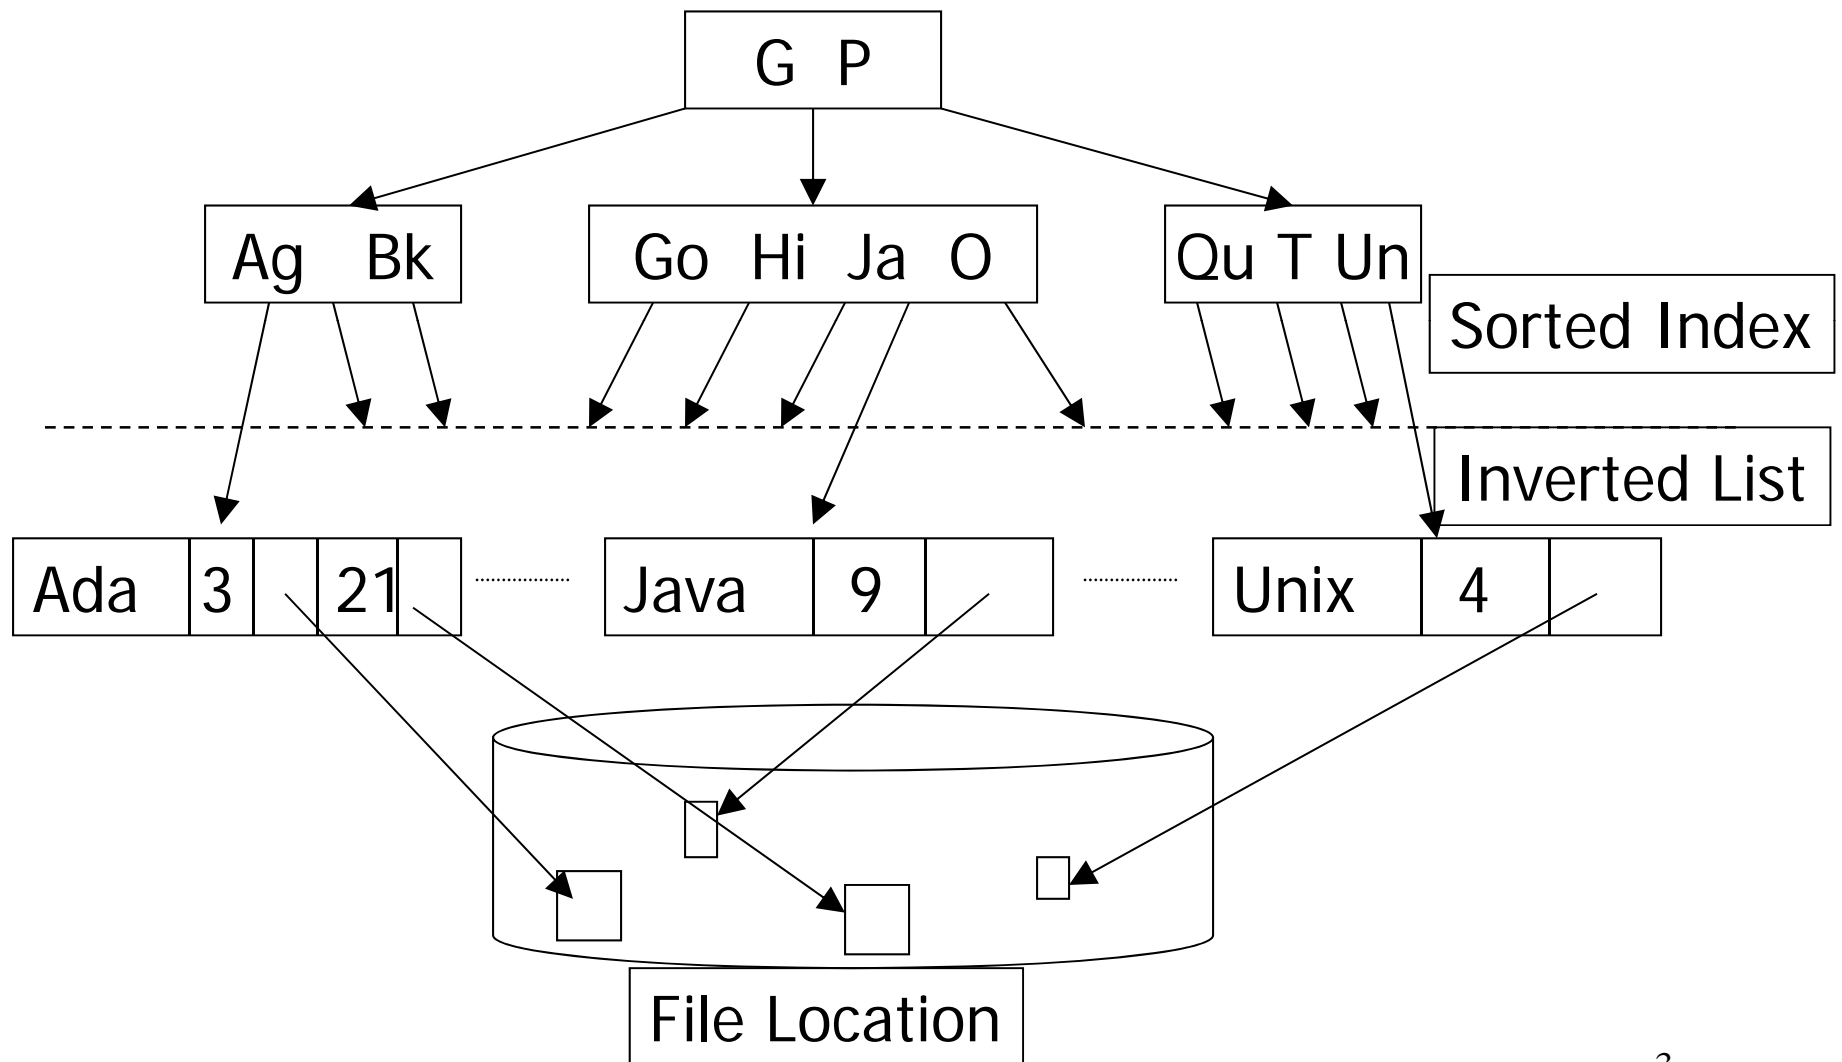 G P
Ag Bk
Go Hi Ja O
Qu T Un
Sorted Index
Inverted List
Ada 3 21
Java 9
Unix 4
File Location